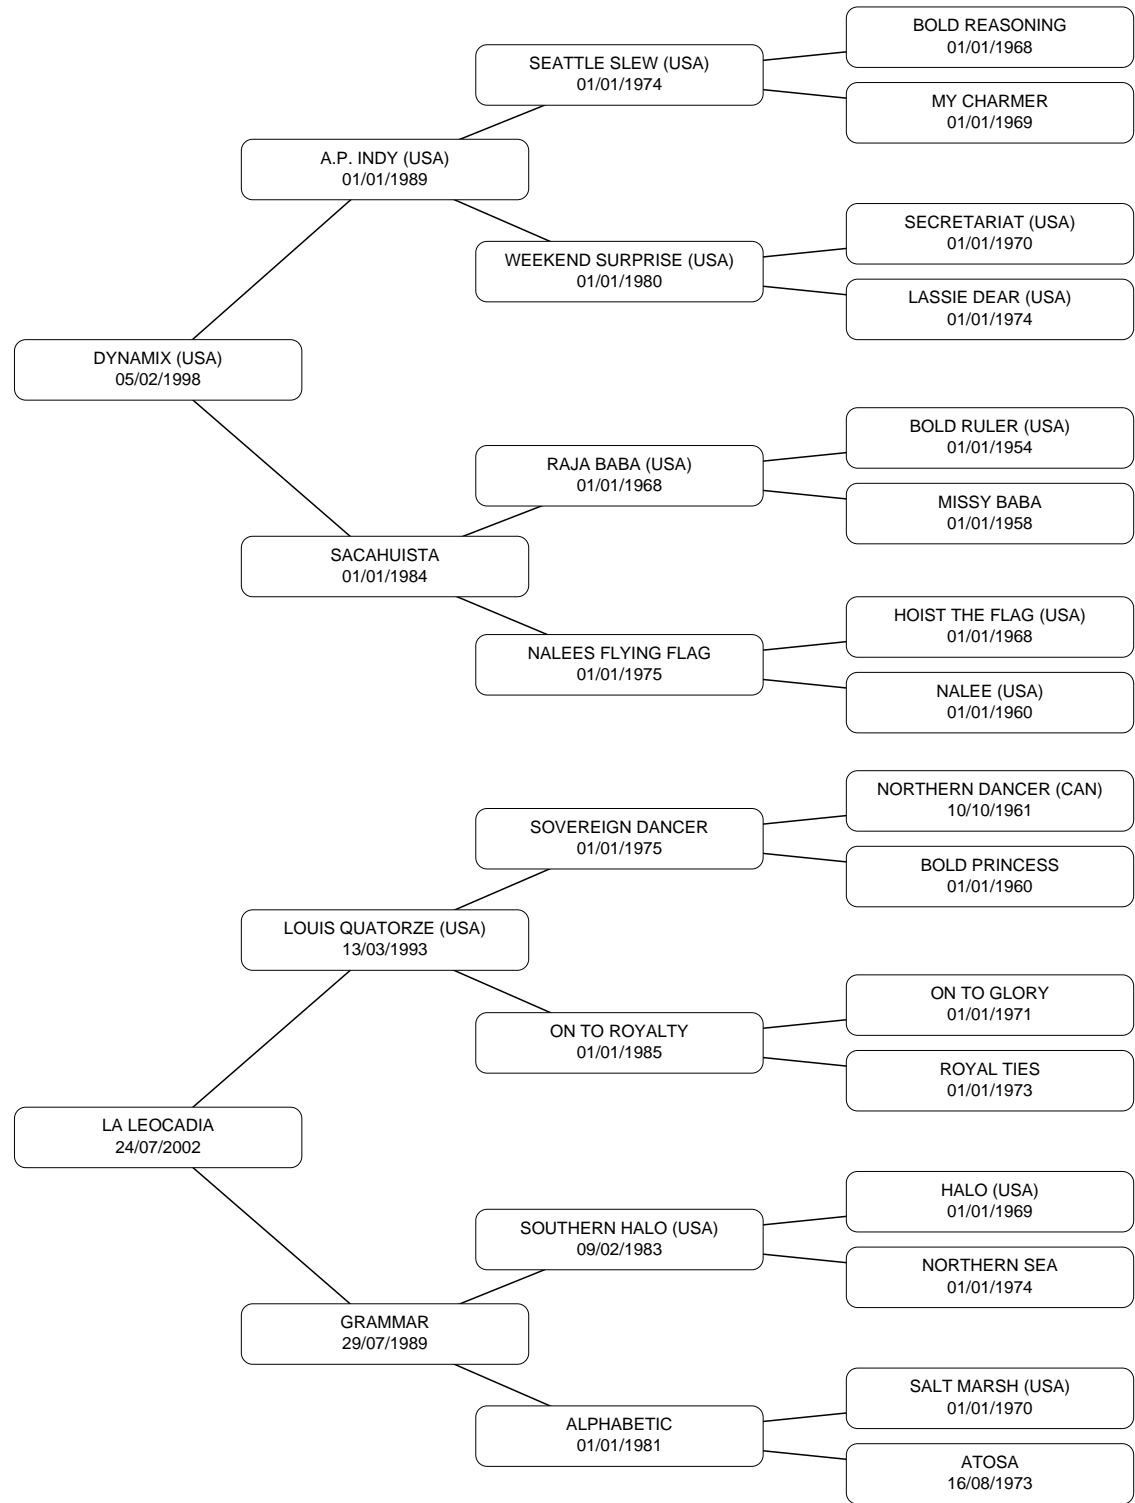 BOLD REASONING
01/01/1968
SEATTLE SLEW (USA)
01/01/1974
MY CHARMER
01/01/1969
A.P. INDY (USA)
01/01/1989
SECRETARIAT (USA)
01/01/1970
WEEKEND SURPRISE (USA)
01/01/1980
LASSIE DEAR (USA)
01/01/1974
DYNAMIX (USA)
05/02/1998
BOLD RULER (USA)
01/01/1954
RAJA BABA (USA)
01/01/1968
MISSY BABA
01/01/1958
SACAHUISTA
01/01/1984
HOIST THE FLAG (USA)
01/01/1968
NALEES FLYING FLAG
01/01/1975
NALEE (USA)
01/01/1960
NORTHERN DANCER (CAN)
10/10/1961
SOVEREIGN DANCER
01/01/1975
BOLD PRINCESS
01/01/1960
LOUIS QUATORZE (USA)
13/03/1993
ON TO GLORY
01/01/1971
ON TO ROYALTY
01/01/1985
ROYAL TIES
01/01/1973
LA LEOCADIA
24/07/2002
HALO (USA)
01/01/1969
SOUTHERN HALO (USA)
09/02/1983
NORTHERN SEA
01/01/1974
GRAMMAR
29/07/1989
SALT MARSH (USA)
01/01/1970
ALPHABETIC
01/01/1981
ATOSA
16/08/1973